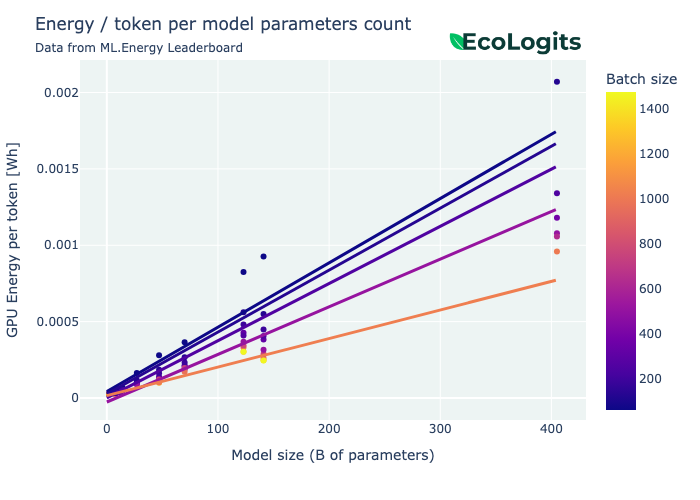 Energy / token per model parameters count
Data from ML.Energy Leaderboard
EcoLogits
Batch size
0.002
0.0015
0.001
0.0005
0
GPU Energy per token [Wh]
0
100
200
300
400
Model size (B of parameters)
1400
1200
1000
800
600
400
200